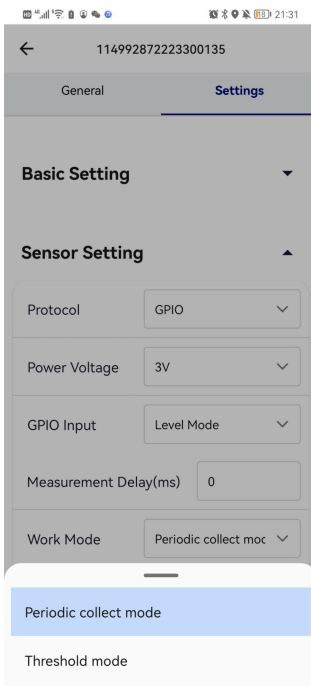 21:31
114992872223300135
General Settings
Basic Setting
Sensor Setting
Protocol GPIO
Power Voltage 3V
GPIO Input Level Mode
Measurement Delay(ms) 0
Work Mode Periodic collect moc
Periodic collect mode
Threshold mode